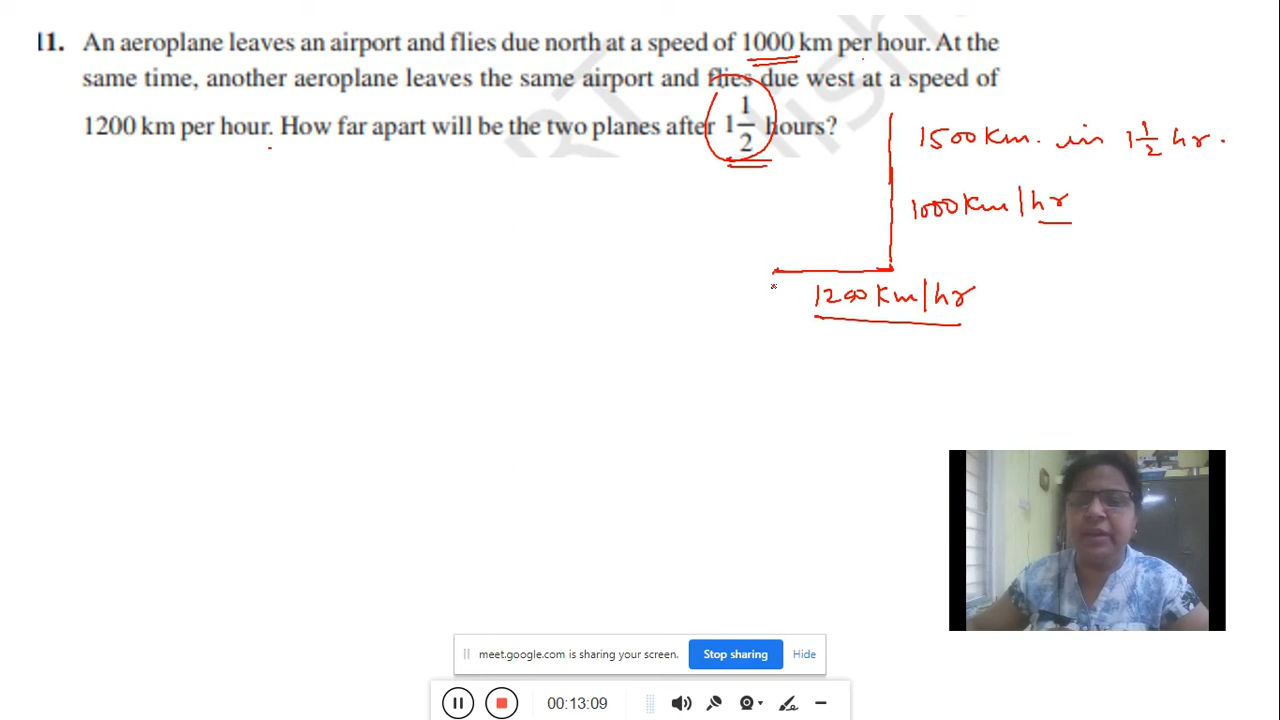 11. An aeroplane leaves an airport and flies due north at a speed of 1000 km per hour. At the
same time, another aeroplane leaves the same airport and flies due west at a speed of
1200 km per hour. How far apart will be the two planes after 1 1/2 hours?
1500 Km. in 1 1/2 hr.
1000 Km/hr
1200 Km/hr
meet.google.com is sharing your screen. Stop sharing Hide
00:13:09